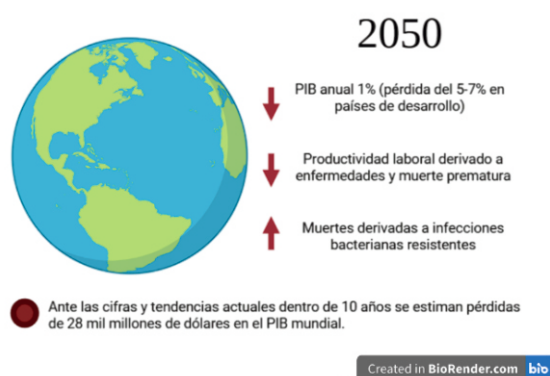 2050
PIB anual 1% (pérdida del 5-7% en
países de desarrollo)
Productividad laboral derivado a
enfermedades y muerte prematura
Muertes derivadas a infecciones
bacterianas resistentes
Ante las cifras y tendencias actuales dentro de 10 años se estiman pérdidas
de 28 mil millones de dólares en el PIB mundial.
Created in BioRender.com bio